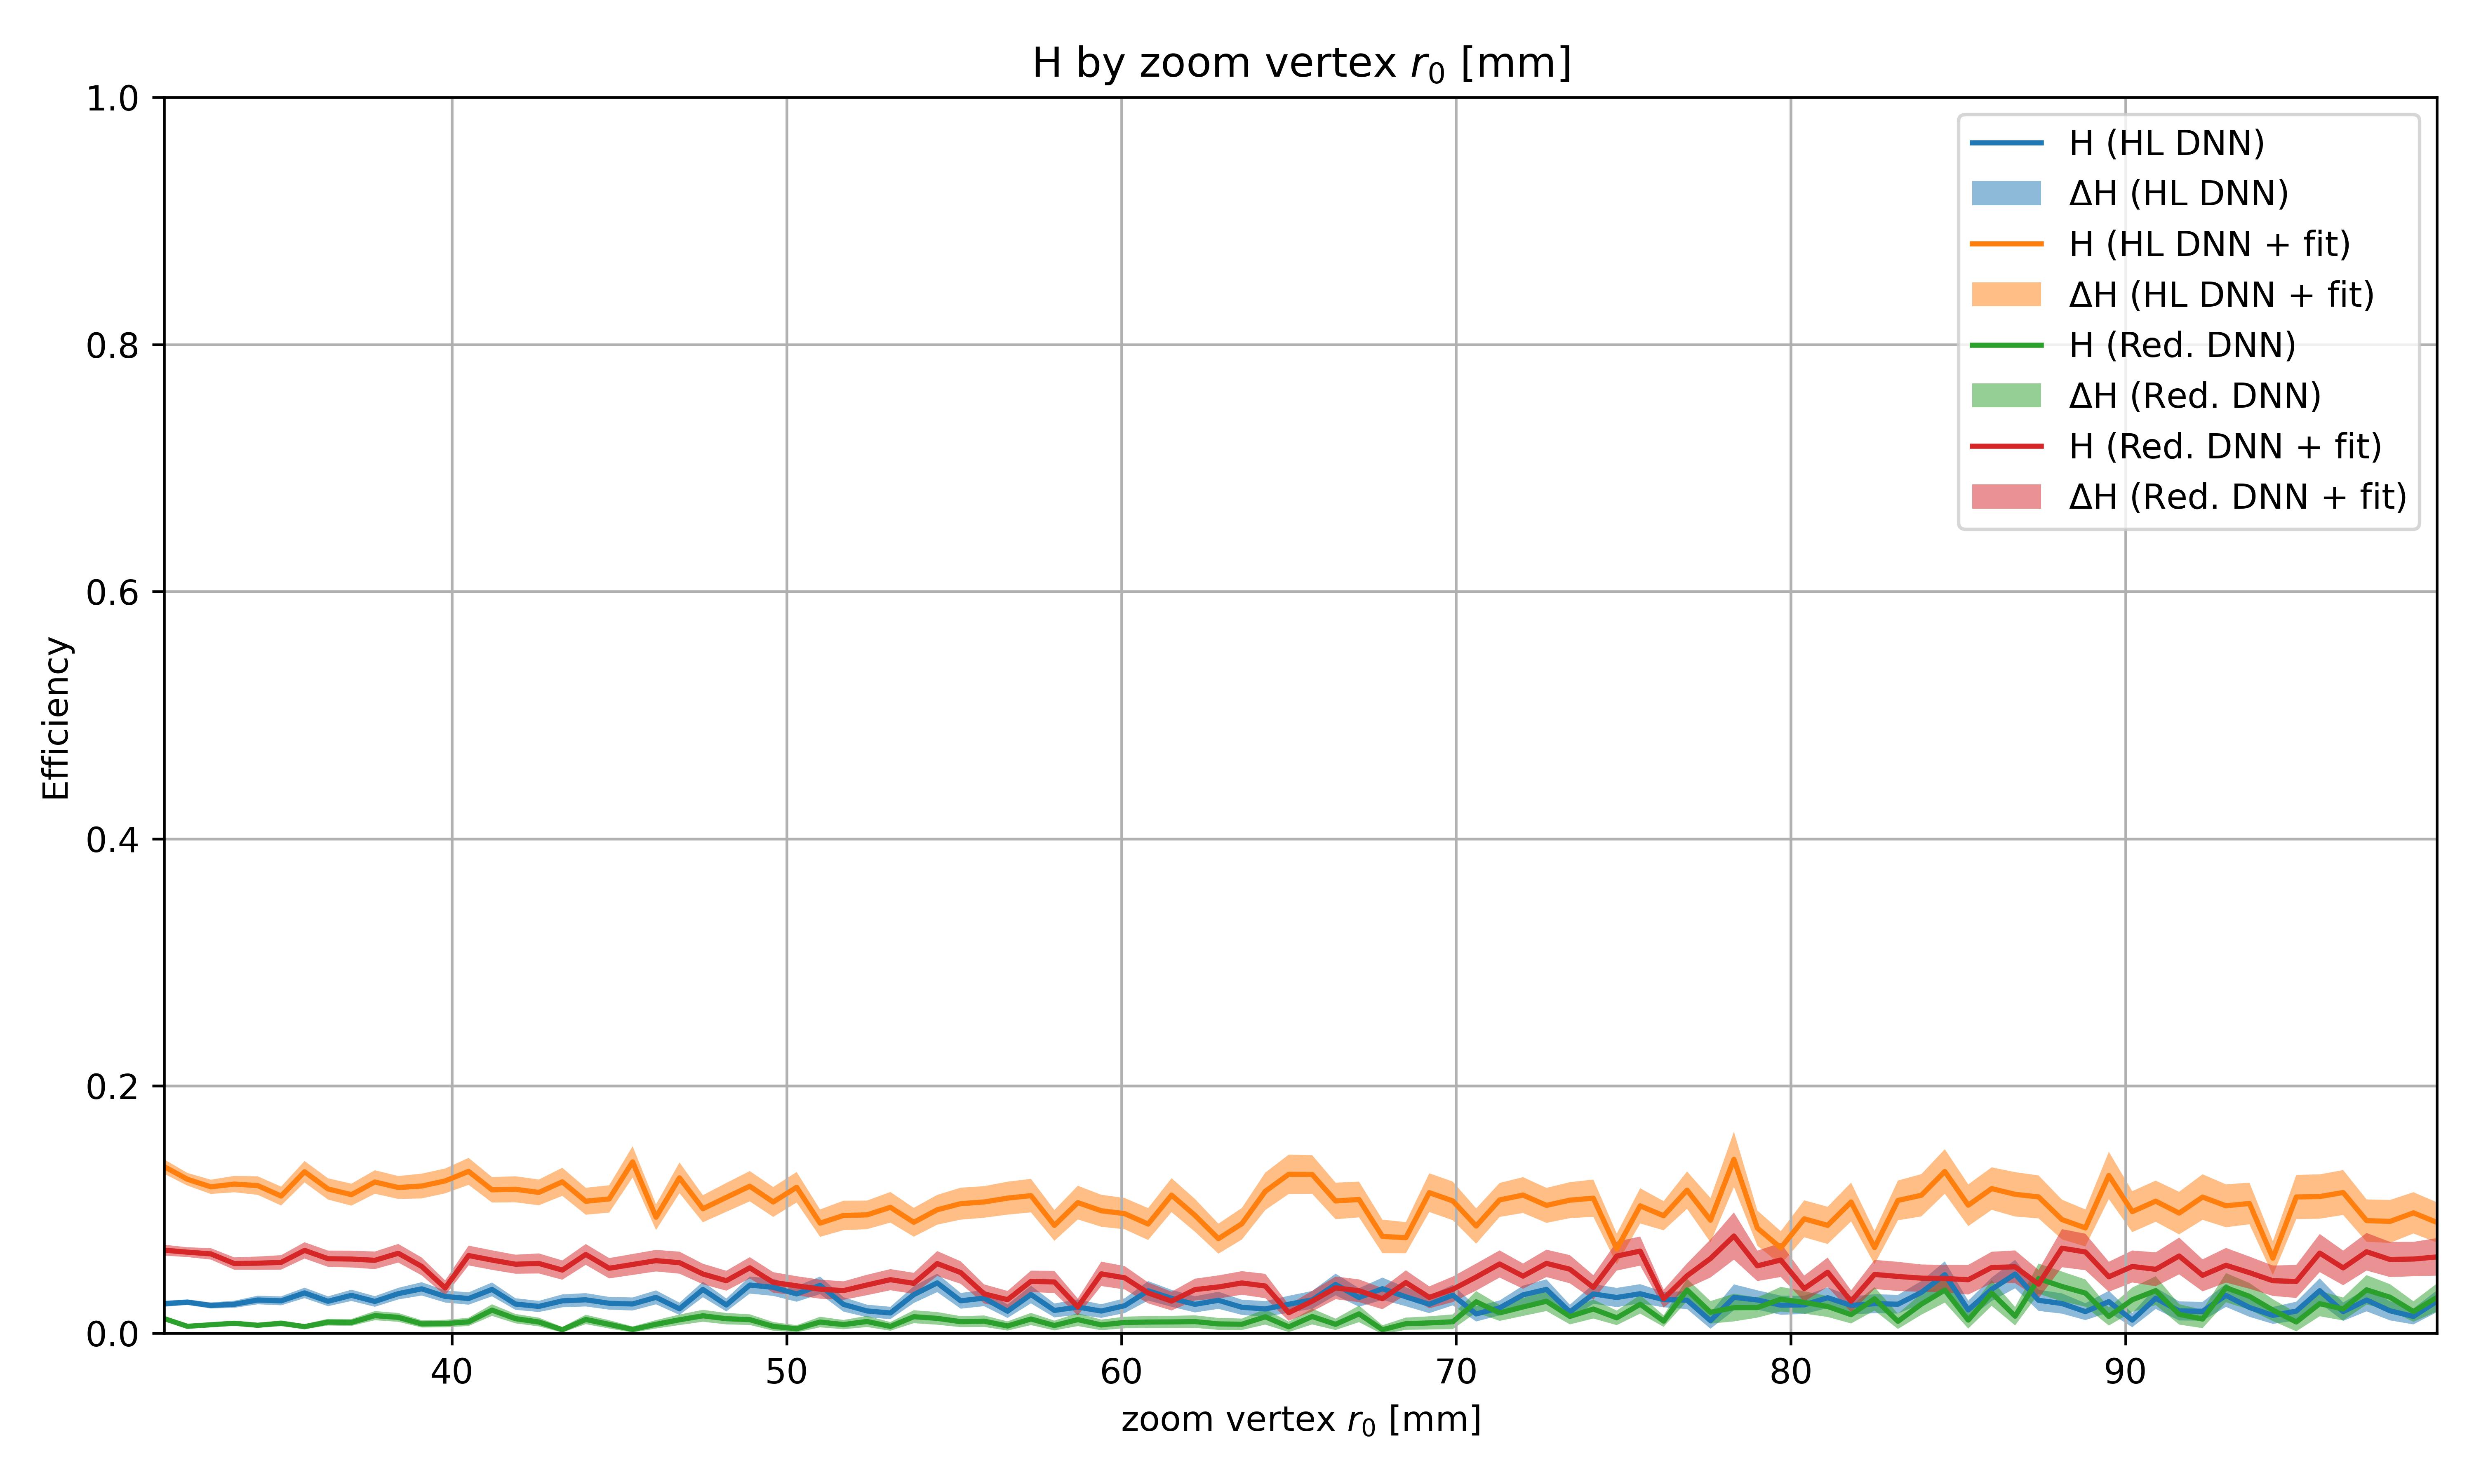 H by zoom vertex r₀ [mm]
1.0
0.8
0.6
0.4
0.2
0.0
Efficiency
H (HL DNN)
ΔH (HL DNN)
H (HL DNN + fit)
ΔH (HL DNN + fit)
H (Red. DNN)
ΔH (Red. DNN)
H (Red. DNN + fit)
ΔH (Red. DNN + fit)
40 50 60 70 80 90
zoom vertex r₀ [mm]